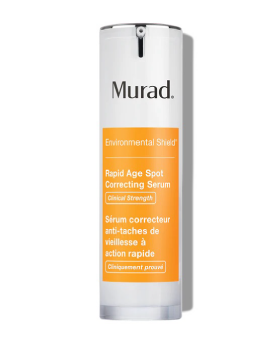 Murad.
Environmental Shield™
Rapid Age Spot
Correcting Serum
Clinical Strength
Sérum correcteur
anti-taches de
vieillesse à
action rapide
Cliniquement prouvé